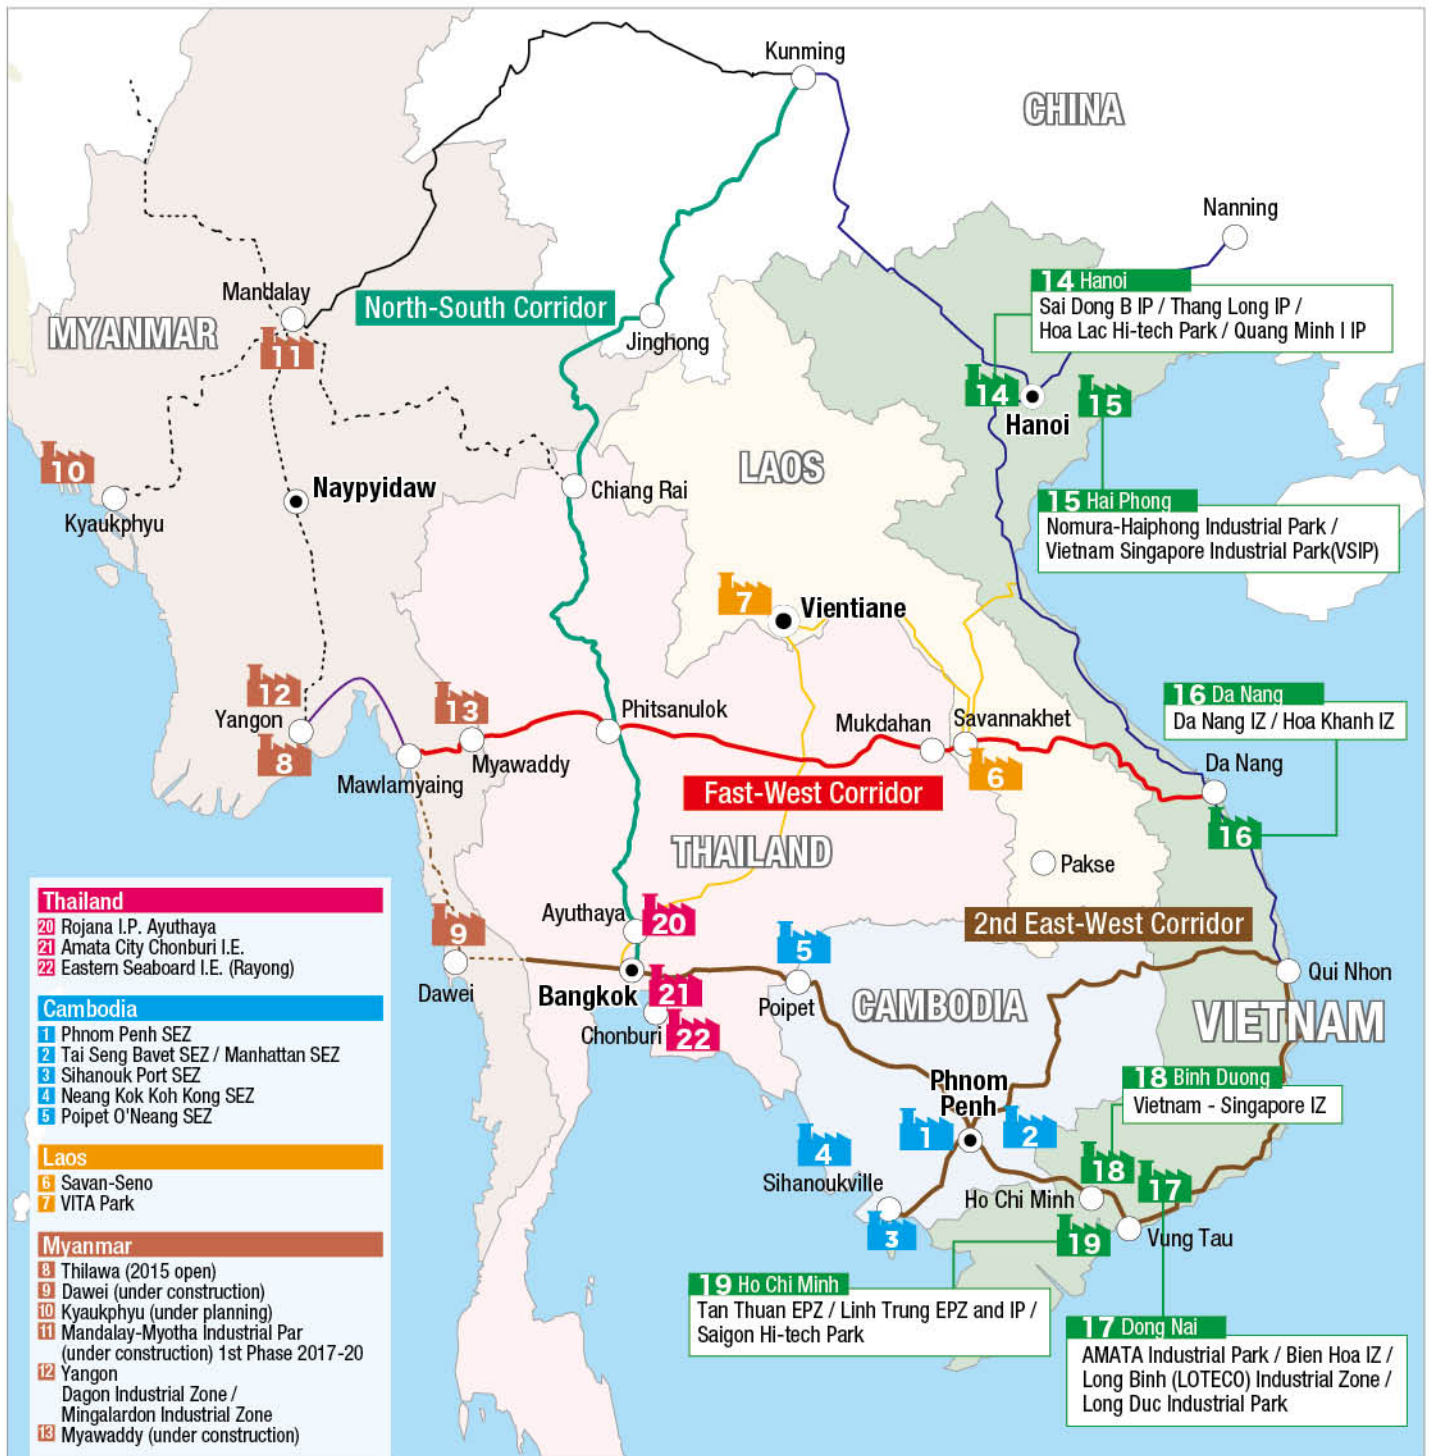 Kunming
CHINA
Nanning
14 Hanoi
Sai Dong B IP / Thang Long IP /
Hoa Lac Hi-tech Park / Quang Minh I IP
Mandalay
North-South Corridor
MYANMAR
11
Jinghong
14
15
Hanoi
10
LAOS
Naypyidaw
Chiang Rai
Kyaukphyu
15 Hai Phong
Nomura-Haiphong Industrial Park /
Vietnam Singapore Industrial Park(VSIP)
7
Vientiane
12
13
16 Da Nang
Da Nang IZ / Hoa Khanh IZ
Yangon
Phitsanulok
Mukdahan
Savannakhet
8
Myawaddy
Mawlamyaing
6
Da Nang
Fast-West Corridor
16
THAILAND
Pakse
Ayuthaya
20
9
5
2nd East-West Corridor
Dawei
Bangkok
21
Poipet
CAMBODIA
Qui Nhon
Chonburi
22
VIETNAM
Phnom
Penh
18 Binh Duong
Vietnam - Singapore IZ
1
2
4
18
17
Sihanoukville
Ho Chi Minh
3
19
Vung Tau
19 Ho Chi Minh
Tan Thuan EPZ / Linh Trung EPZ and IP /
Saigon Hi-tech Park
17 Dong Nai
AMATA Industrial Park / Bien Hoa IZ /
Long Binh (LOTECO) Industrial Zone /
Long Duc Industrial Park
Thailand
20 Rojana I.P. Ayuthaya
21 Amata City Chonburi I.E.
22 Eastern Seaboard I.E. (Rayong)
Cambodia
1 Phnom Penh SEZ
2 Tai Seng Bavet SEZ / Manhattan SEZ
3 Sihanouk Port SEZ
4 Neang Kok Koh Kong SEZ
5 Poipet O'Neang SEZ
Laos
6 Savan-Seno
7 VITA Park
Myanmar
8 Thilawa (2015 open)
9 Dawei (under construction)
10 Kyaukphyu (under planning)
11 Mandalay-Myotha Industrial Par
(under construction) 1st Phase 2017-20
12 Yangon
Dagon Industrial Zone /
Mingalardon Industrial Zone
13 Myawaddy (under construction)